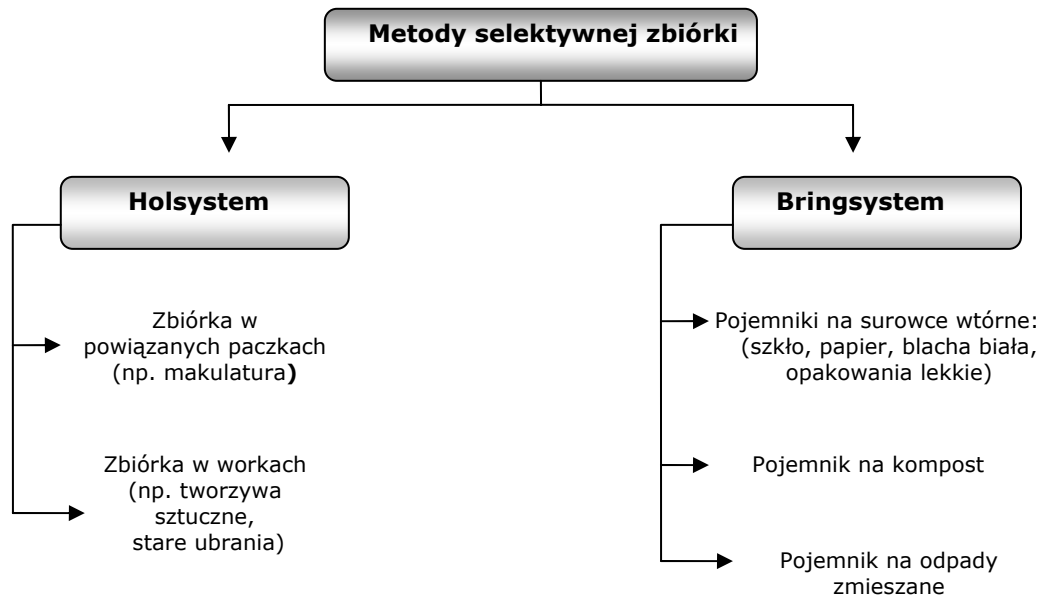 Metody selektywnej zbiórki
Holsystem
Zbiórka w
powiązanych paczkach
(np. makulatura)
Zbiórka w workach
(np. tworzywa
sztuczne,
stare ubrania)
Bringsystem
Pojemniki na surowce wtórne:
(szkło, papier, blacha biała,
opakowania lekkie)
Pojemnik na kompost
Pojemnik na odpady
zmieszane